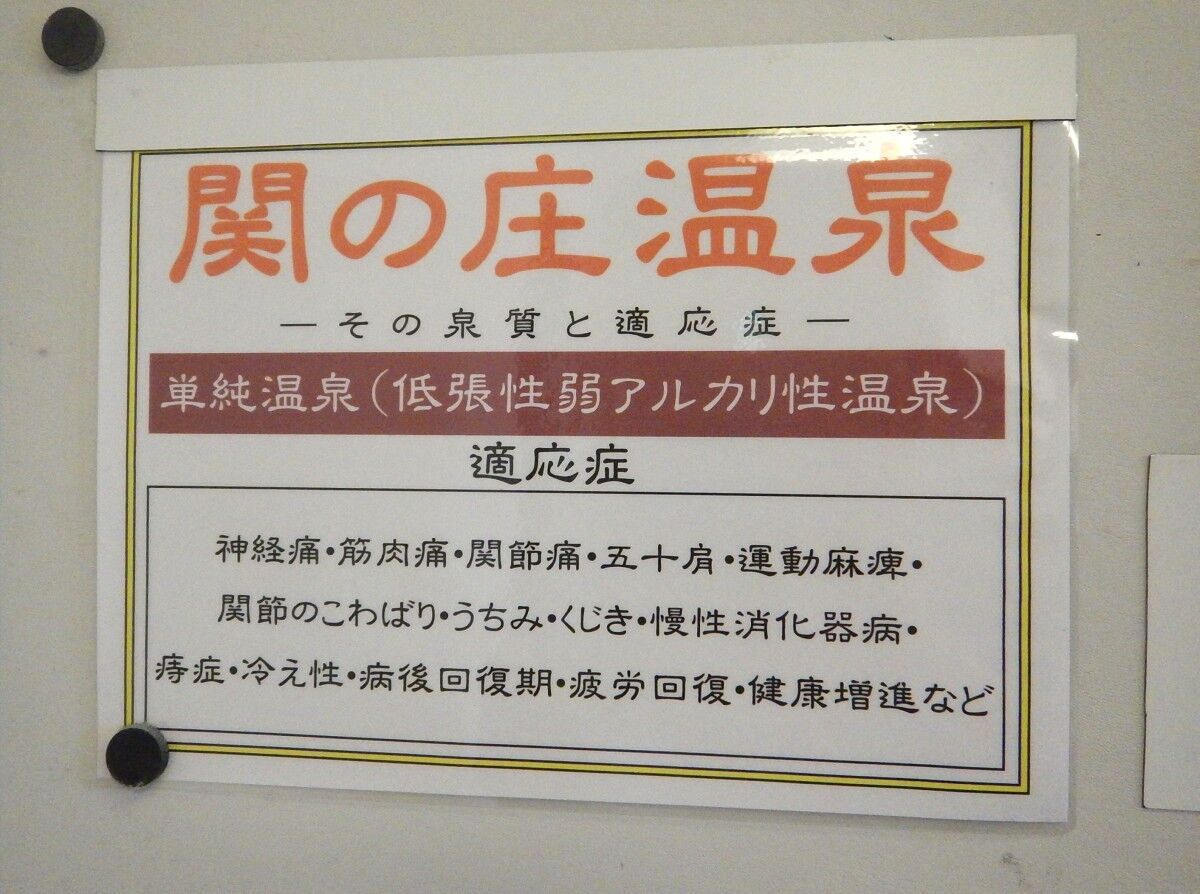 関の庄温泉
―その泉質と適応症―
単純温泉（低張性弱アルカリ性温泉）
適応症
神経痛・筋肉痛・関節痛・五十肩・運動麻痺・
関節のこわばり・うちみ・くじき・慢性消化器病・
痔症・冷え性・病後回復期・疲労回復・健康増進など